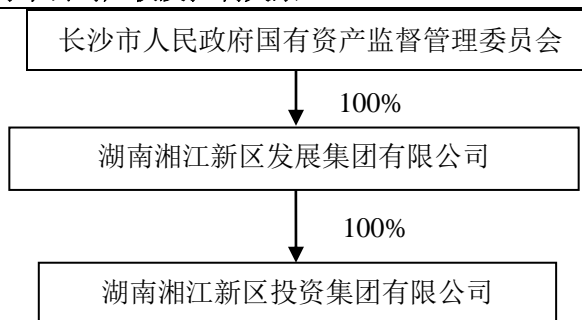 长沙市人民政府国有资产监督管理委员会
100%
湖南湘江新区发展集团有限公司
100%
湖南湘江新区投资集团有限公司